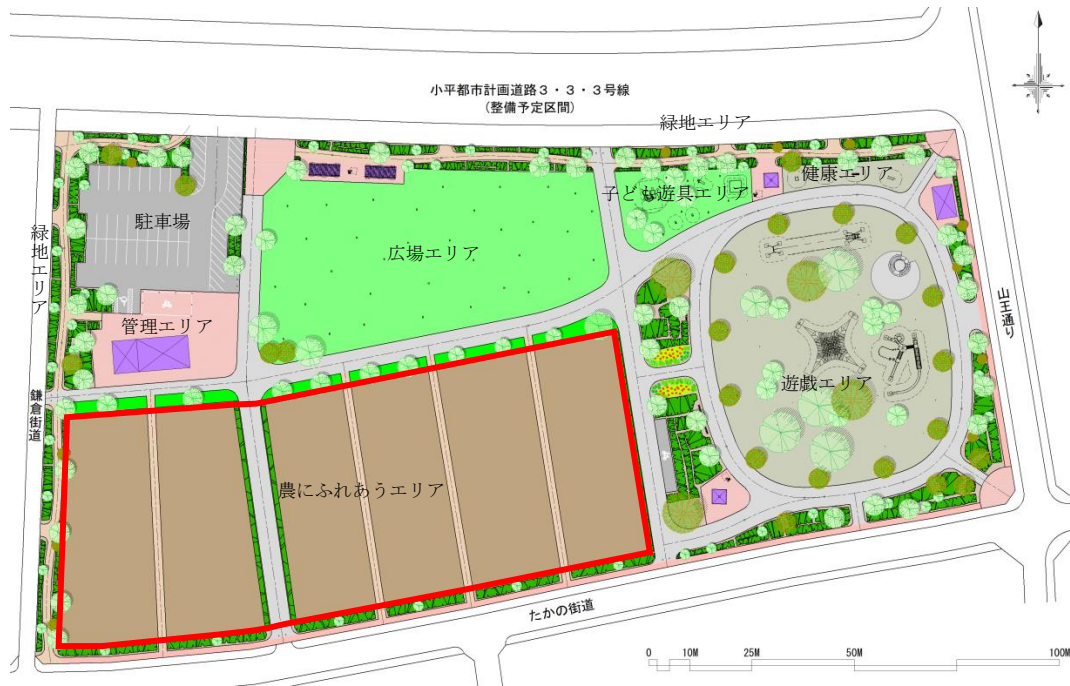 小平都市計画道路３・３・３号線
（整備予定区間）
緑地エリア
健康エリア
子ども遊具エリア
駐車場
広場エリア
緑地エリア
管理エリア
山王通り
遊戯エリア
鎌倉街道
農にふれあうエリア
たかの街道
0 10M 25M 50M 100M